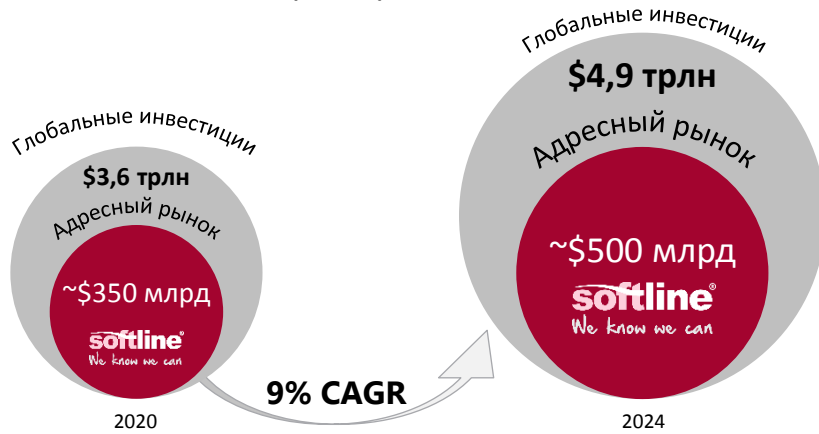 Глобальные инвестиции
$3,6 трлн
Адресный рынок
~$350 млрд
softline®
We know we can
2020
9% CAGR
Глобальные инвестиции
$4,9 трлн
Адресный рынок
~$500 млрд
softline®
We know we can
2024